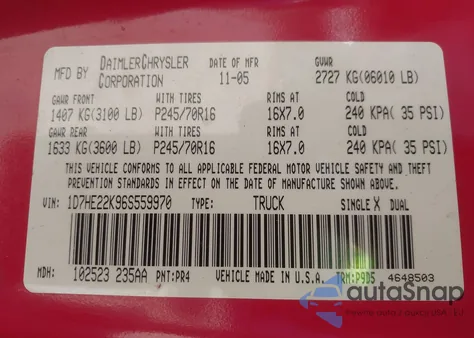 MFD BY DAIMLERCHRYSLER CORPORATION DATE OF MFR 11-05 GVWR 2727 KG(06010 LB)
GAWR FRONT WITH TIRES RIMS AT COLD
1407 KG(3100 LB) P245/70R16 16X7.0 240 KPA( 35 PSI)
GAWR REAR WITH TIRES RIMS AT COLD
1633 KG(3600 LB) P245/70R16 16X7.0 240 KPA( 35 PSI)
THIS VEHICLE CONFORMS TO ALL APPLICABLE FEDERAL MOTOR VEHICLE SAFETY AND THEFT
PREVENTION STANDARDS IN EFFECT ON THE DATE OF MANUFACTURE SHOWN ABOVE.
VIN: 1D7HE22K96S559970 TYPE: TRUCK SINGLE X DUAL
MDH: 102523 235AA PNT:PR4 VEHICLE MADE IN U.S.A. TRM:P9D5 4648503
autoSnap